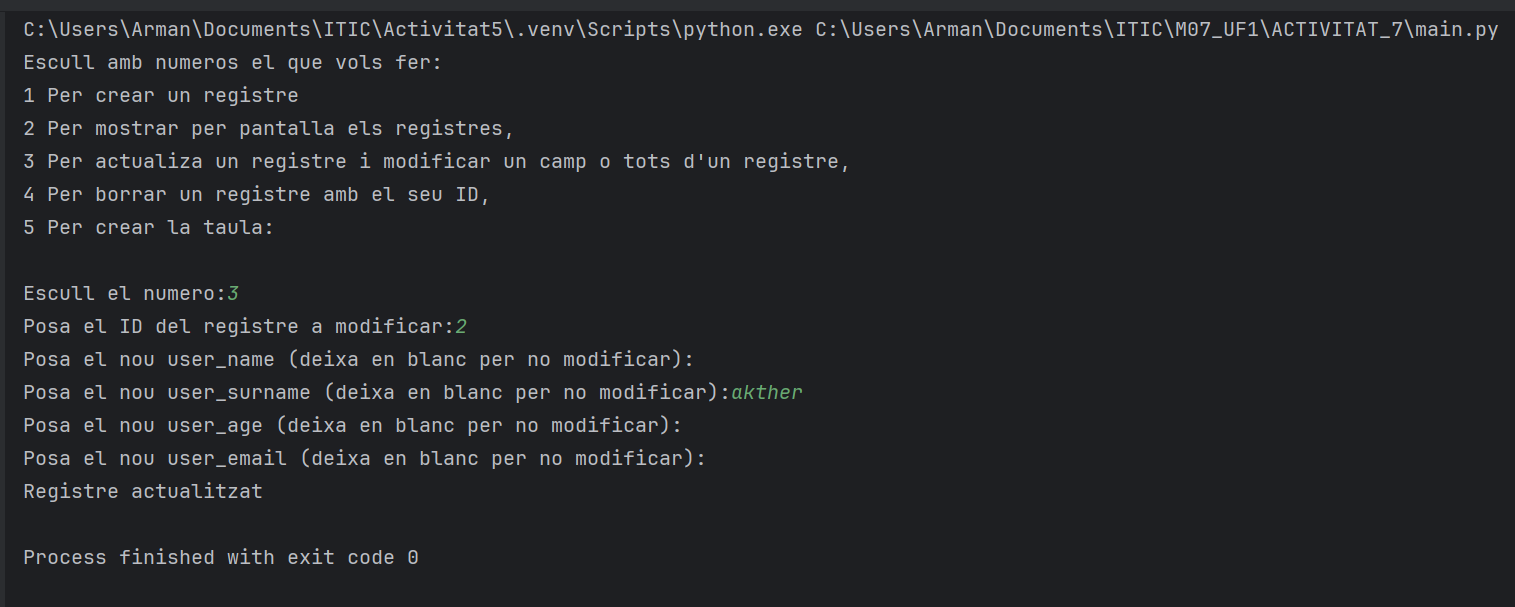 C:\Users\Arman\Documents\ITIC\Activitat5\.venv\Scripts\python.exe C:\Users\Arman\Documents\ITIC\M07_UF1\ACTIVITAT_7\main.py
Escull amb numeros el que vols fer:
1 Per crear un registre
2 Per mostrar per pantalla els registres,
3 Per actualiza un registre i modificar un camp o tots d'un registre,
4 Per borrar un registre amb el seu ID,
5 Per crear la taula:
Escull el numero:3
Posa el ID del registre a modificar:2
Posa el nou user_name (deixa en blanc per no modificar):
Posa el nou user_surname (deixa en blanc per no modificar):akther
Posa el nou user_age (deixa en blanc per no modificar):
Posa el nou user_email (deixa en blanc per no modificar):
Registre actualitzat
Process finished with exit code 0